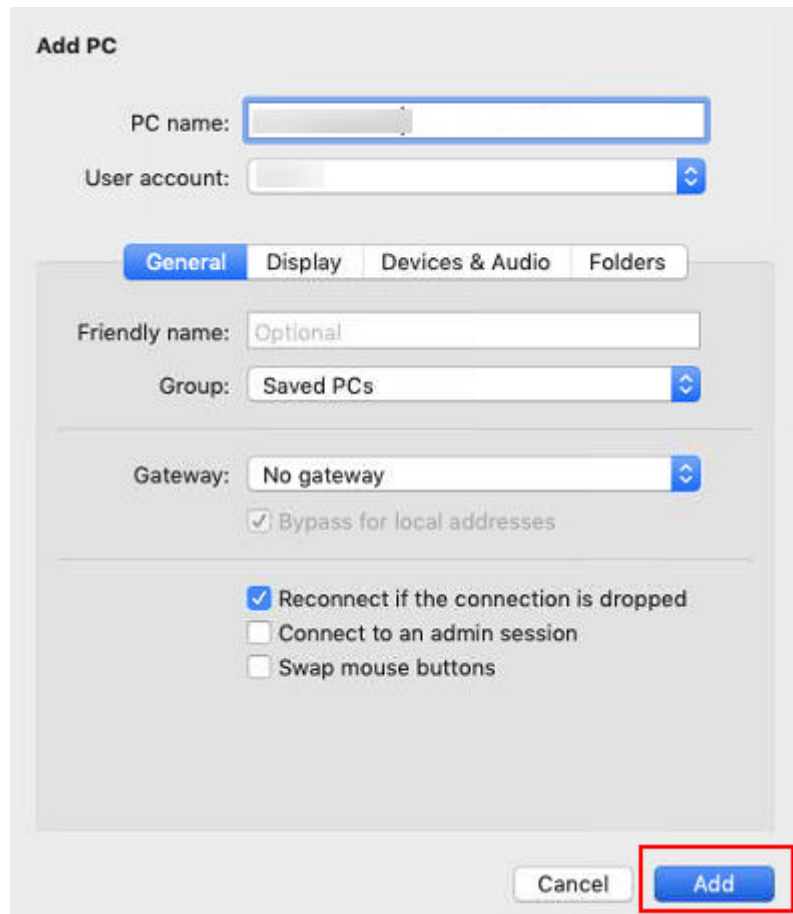 Add PC
PC name:
User account:
General Display Devices & Audio Folders
Friendly name: Optional
Group: Saved PCs
Gateway: No gateway
Bypass for local addresses
Reconnect if the connection is dropped
Connect to an admin session
Swap mouse buttons
Cancel Add